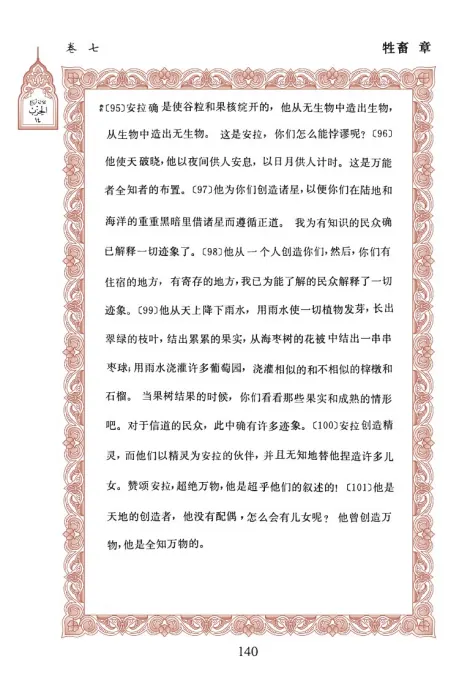 卷 七
牲畜 章
الحزب
١٤
〔95〕安拉确是使谷粒和果核绽开的，他从无生物中造出生物，
从生物中造出无生物。这是安拉，你们怎么能悖谬呢？〔96〕
他使天破晓，他以夜间供人安息，以日月供人计时。这是万能
者全知者的布置。〔97〕他为你们创造诸星，以便你们在陆地和
海洋的重重黑暗里借诸星而遵循正道。 我为有知识的民众确
已解释一切迹象了。〔98〕他从一个人创造你们，然后，你们有
住宿的地方，有寄存的地方，我已为能了解的民众解释了一切
迹象。〔99〕他从天上降下雨水，用雨水使一切植物发芽，长出
翠绿的枝叶，结出累累的果实，从海枣树的花被中结出一串串
枣球；用雨水浇灌许多葡萄园，浇灌相似的和不相似的榟橔和
石榴。 当果树结果的时候，你们看看那些果实和成熟的情形
吧。对于信道的民众，此中确有许多迹象。〔100〕安拉创造精
灵，而他们以精灵为安拉的伙伴，并且无知地替他捏造许多儿
女。赞颂安拉，超绝万物，他是超乎他们的叙述的！〔101〕他是
天地的创造者，他没有配偶，怎么会有儿女呢？ 他曾创造万
物，他是全知万物的。
140